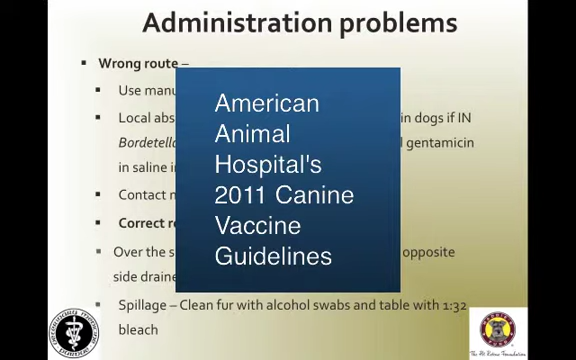 Administration problems
Wrong route –
Use manu
Local abs in dogs if IN
Bordetell l gentamicin
in saline i
Contact n
Correct r
Over the s opposite
side draine
Spillage – Clean fur with alcohol swabs and table with 1:32
bleach
American
Animal
Hospital's
2011 Canine
Vaccine
Guidelines